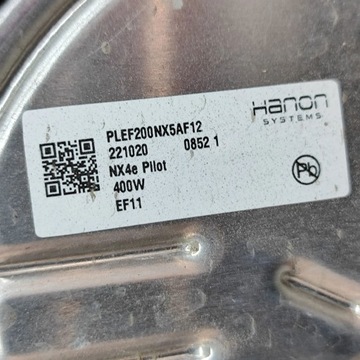 Hanon
SYSTEMS
PLEF200NX5AF12
221020 0852 1
NX4e Pilot
400W
EF11
Pb